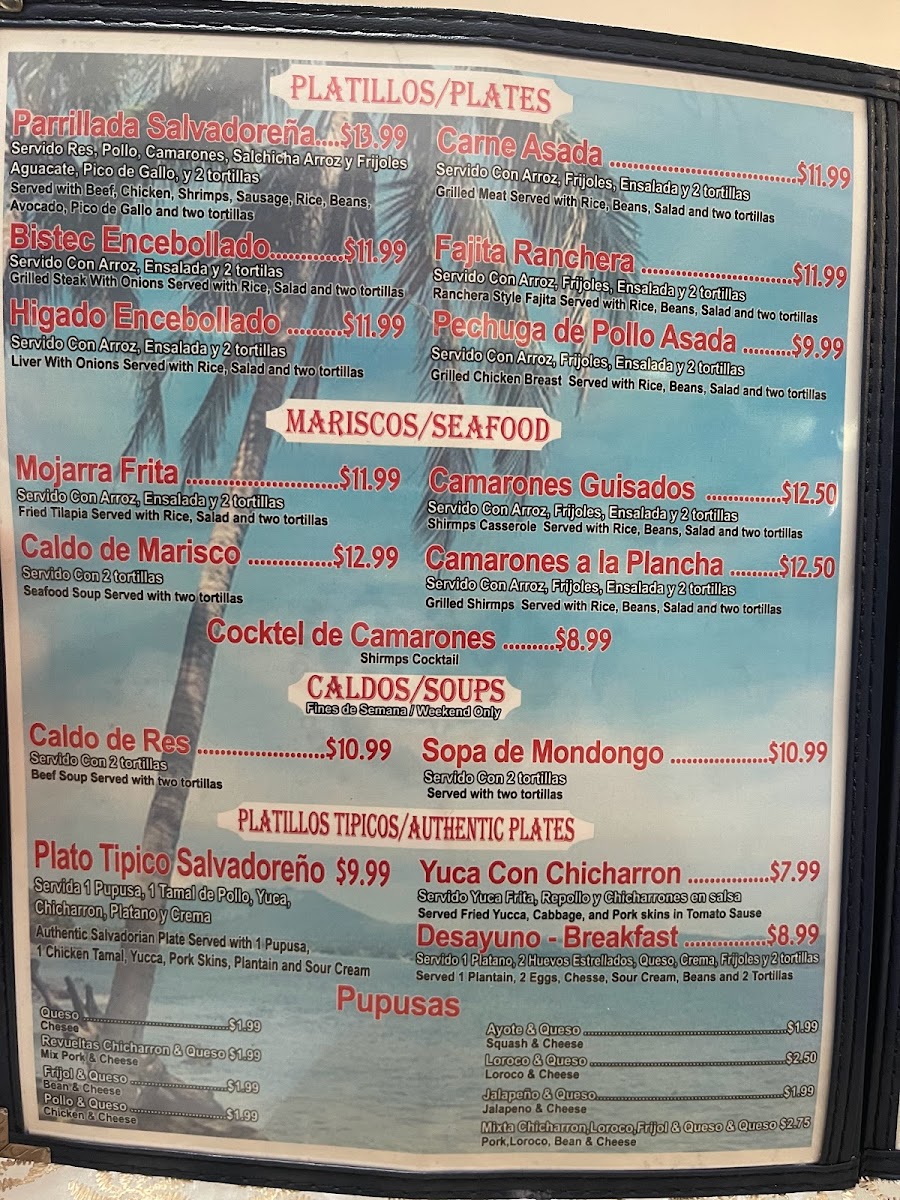 PLATILLOS/PLATES
Parrillada Salvadoreña....$13.99
Servido Res, Pollo, Camarones, Salchicha Arroz y Frijoles
Aguacate, Pico de Gallo, y 2 tortillas
Served with Beef, Chicken, Shrimps, Sausage, Rice, Beans,
Avocado, Pico de Gallo and two tortillas
Bistec Encebollado............$11.99
Servido Con Arroz, Ensalada y 2 tortilas
Grilled Steak With Onions Served with Rice, Salad and two tortillas
Higado Encebollado .........$11.99
Servido Con Arroz, Ensalada y 2 tortillas
Liver With Onions Served with Rice, Salad and two tortillas
Carne Asada ..............................$11.99
Servido Con Arroz, Frijoles, Ensalada y 2 tortillas
Grilled Meat Served with Rice, Beans, Salad and two tortillas
Fajita Ranchera ........................$11.99
Servido Con Arroz, Frijoles, Ensalada y 2 tortillas
Ranchera Style Fajita Served with Rice, Beans, Salad and two tortillas
Pechuga de Pollo Asada .........$9.99
Servido Con Arroz, Frijoles, Ensalada y 2 tortillas
Grilled Chicken Breast Served with Rice, Beans, Salad and two tortillas
MARISCOS/SEAFOOD
Mojarra Frita .........................$11.99
Servido Con Arroz, Ensalada y 2 tortillas
Fried Tilapia Served with Rice, Salad and two tortillas
Caldo de Marisco ..............$12.99
Servido Con 2 tortillas
Seafood Soup Served with two tortillas
Camarones Guisados ............$12.50
Servido Con Arroz, Frijoles, Ensalada y 2 tortillas
Shirmps Casserole Served with Rice, Beans, Salad and two tortillas
Camarones a la Plancha ........$12.50
Servido Con Arroz, Frijoles, Ensalada y 2 tortillas
Grilled Shirmps Served with Rice, Beans, Salad and two tortillas
Cocktel de Camarones .........$8.99
Shirmps Cocktail
CALDOS/SOUPS
Fines de Semana / Weekend Only
Caldo de Res .....................$10.99
Servido Con 2 tortillas
Beef Soup Served with two tortillas
Sopa de Mondongo ................$10.99
Servido Con 2 tortillas
Served with two tortillas
PLATILLOS TIPICOS/AUTHENTIC PLATES
Plato Tipico Salvadoreño $9.99
Servida 1 Pupusa, 1 Tamal de Pollo, Yuca,
Chicharron, Platano y Crema
Authentic Salvadorian Plate Served with 1 Pupusa,
1 Chicken Tamal, Yucca, Pork Skins, Plantain and Sour Cream
Yuca Con Chicharron ..............$7.99
Servido Yuca Frita, Repollo y Chicharrones en salsa
Served Fried Yucca, Cabbage, and Pork skins in Tomato Sause
Desayuno - Breakfast ..............$8.99
Servido 1 Platano, 2 Huevos Estrellados, Queso, Crema, Frijoles y 2 tortillas
Served 1 Plantain, 2 Eggs, Chesse, Sour Cream, Beans and 2 Tortillas
Pupusas
Queso ..............................$1.99
Chesee
Revueltas Chicharron & Queso $1.99
Mix Pork & Cheese
Frijol & Queso ....................$1.99
Bean & Cheese
Pollo & Queso ....................$1.99
Chicken & Cheese
Ayote & Queso ........................................$1.99
Squash & Cheese
Loroco & Queso .......................................$2.50
Loroco & Cheese
Jalapeño & Queso.....................................$1.99
Jalapeno & Cheese
Mixta Chicharron,Loroco,Frijol & Queso & Queso $2.75
Pork,Loroco, Bean & Cheese